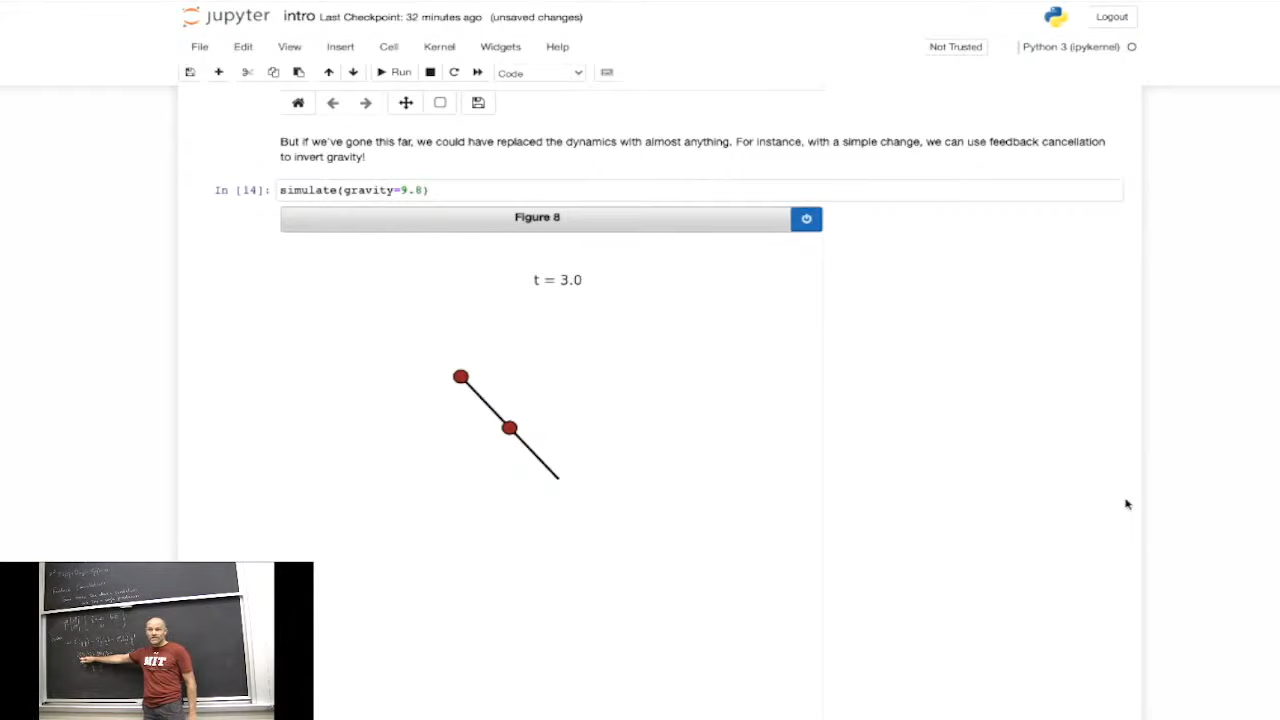 jupyter intro Last Checkpoint: 32 minutes ago (unsaved changes) Logout
File Edit View Insert Cell Kernel Widgets Help Not Trusted Python 3 (ipykernel)
Run Code
But if we've gone this far, we could have replaced the dynamics with almost anything. For instance, with a simple change, we can use feedback cancellation
to invert gravity!
In [14]: simulate(gravity=9.8)
Figure 8
t = 3.0
MIT